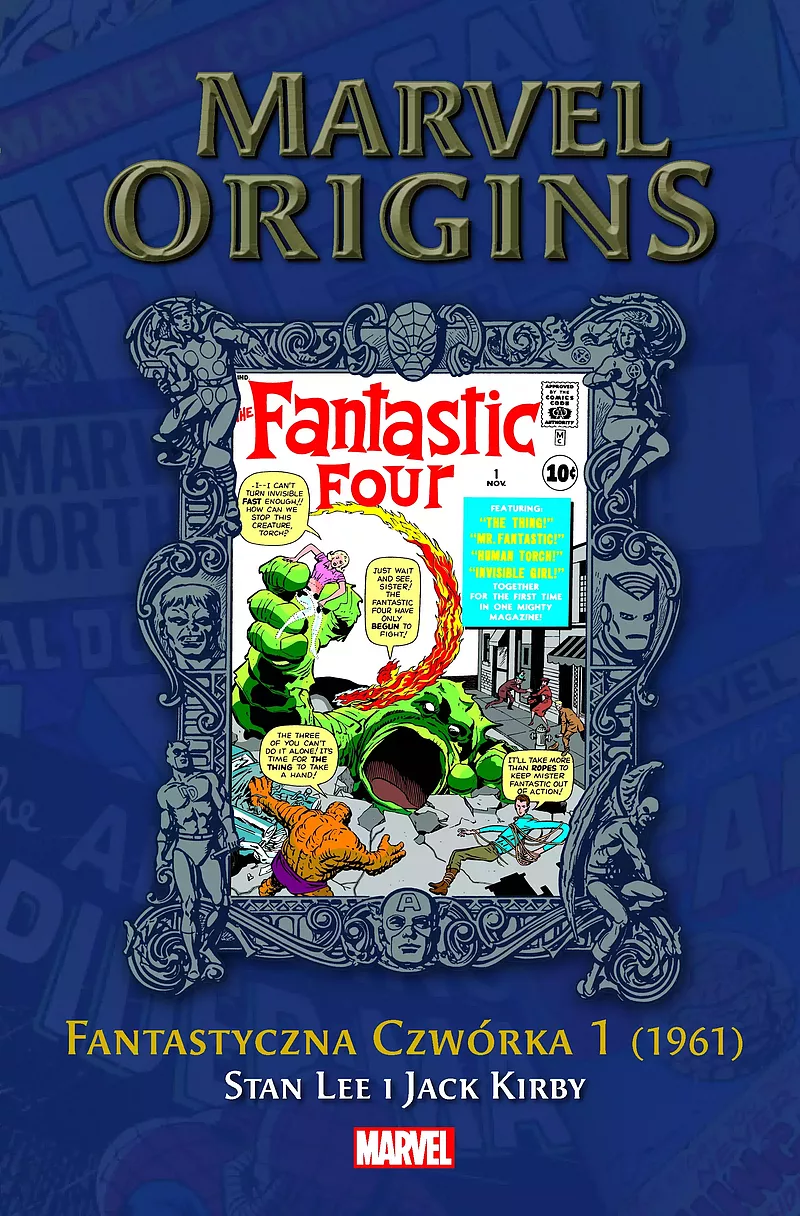 MARVEL
ORIGINS
IND.
APPROVED
BY THE
COMICS
CODE
AUTHORITY
THE
Fantastic
FOUR
M
C
1
NOV.
10¢
I--I CAN'T
TURN INVISIBLE
FAST ENOUGH!!
HOW CAN WE
STOP THIS
CREATURE,
TORCH?
FEATURING:
"THE THING!"
"MR. FANTASTIC!"
"HUMAN TORCH!"
"INVISIBLE GIRL!"
TOGETHER
FOR THE FIRST TIME
IN ONE MIGHTY
MAGAZINE!
JUST WAIT
AND SEE,
SISTER!
THE
FANTASTIC
FOUR HAVE
ONLY
BEGUN TO
FIGHT!
THE THREE
OF YOU CAN'T
DO IT ALONE! IT'S
TIME FOR THE
THING TO TAKE
A HAND!
IT'LL TAKE MORE
THAN ROPES TO
KEEP MISTER
FANTASTIC OUT
OF ACTION!
A
FANTASTYCZNA CZWÓRKA 1 (1961)
STAN LEE I JACK KIRBY
MARVEL